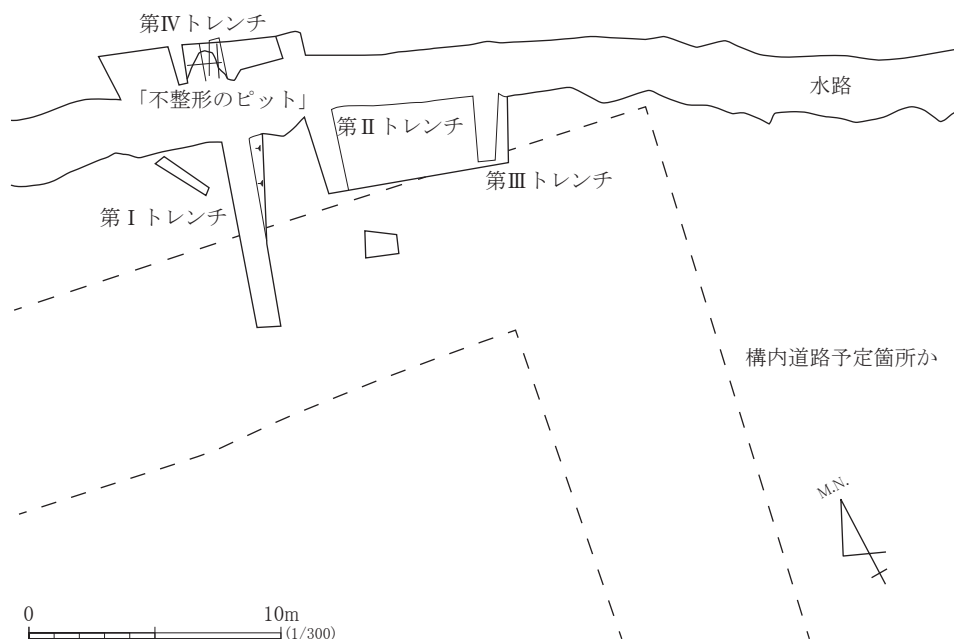 第Ⅳトレンチ
「不整形のピット」
水路
第Ⅱトレンチ
第Ⅲトレンチ
第Ⅰトレンチ
構内道路予定箇所か
M.N.
0 10m
(1/300)